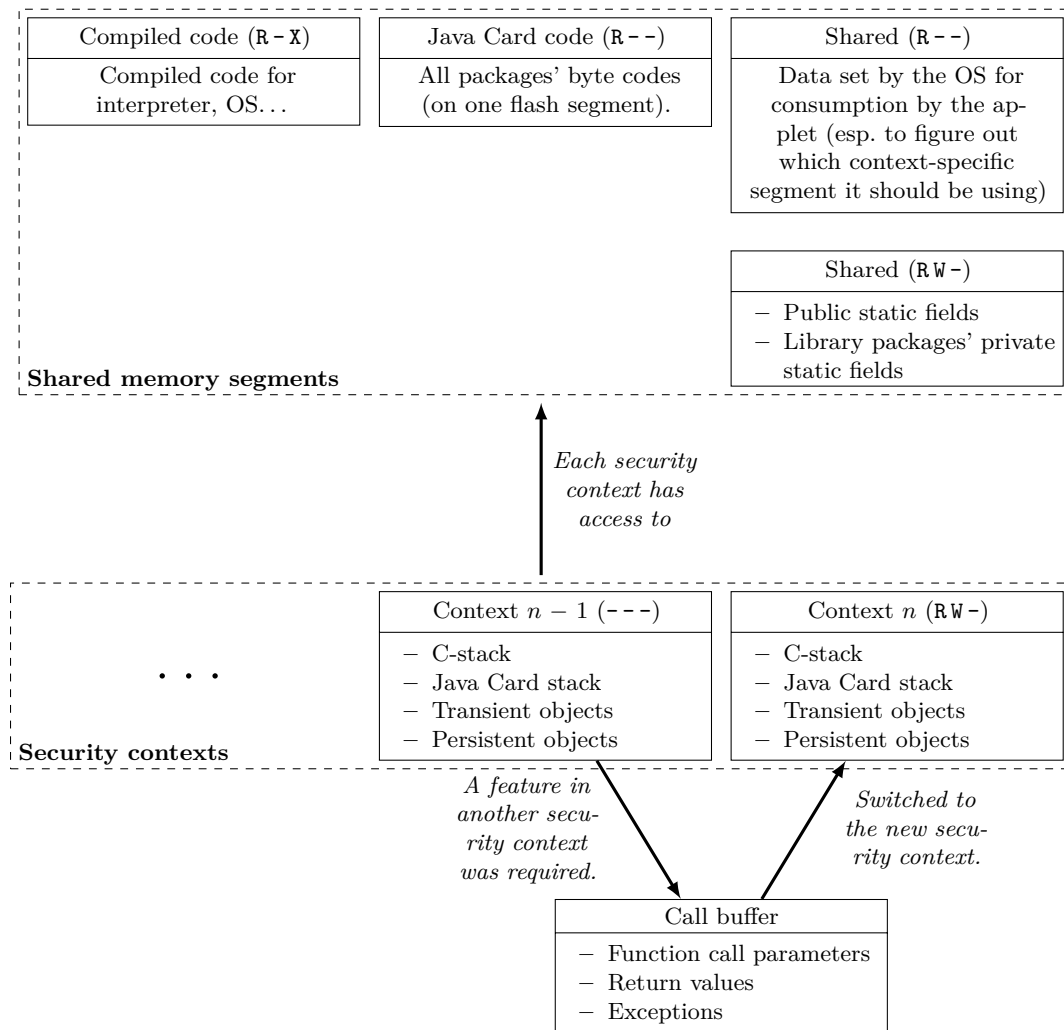 Compiled code (R-X)
Compiled code for
interpreter, OS...
Java Card code (R--)
All packages' byte codes
(on one flash segment).
Shared (R--)
Data set by the OS for
consumption by the ap-
plet (esp. to figure out
which context-specific
segment it should be using)
Shared (RW-)
– Public static fields
– Library packages' private
static fields
Shared memory segments
Each security
context has
access to
Context n − 1 (---)
– C-stack
– Java Card stack
– Transient objects
– Persistent objects
Context n (RW-)
– C-stack
– Java Card stack
– Transient objects
– Persistent objects
. . .
Security contexts
A feature in
another secu-
rity context
was required.
Switched to
the new secu-
rity context.
Call buffer
– Function call parameters
– Return values
– Exceptions